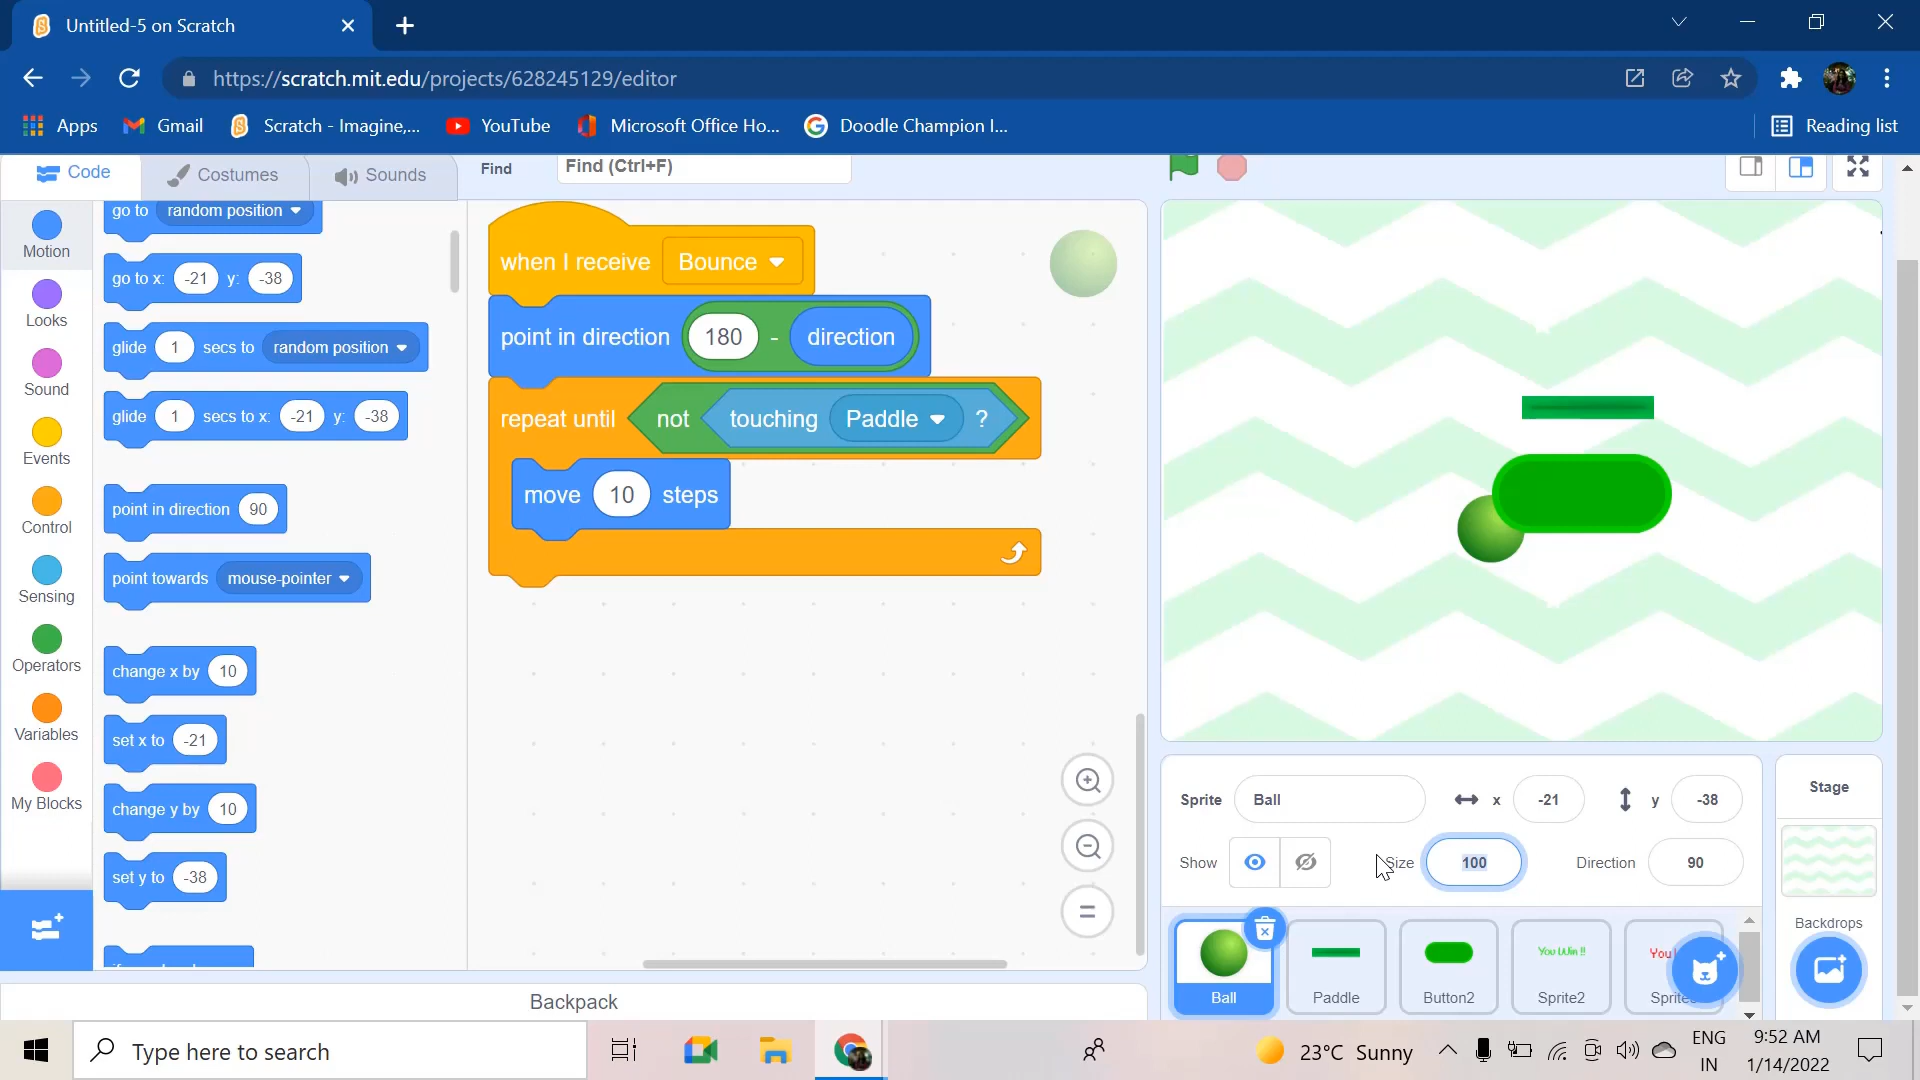 Untitled-5 on Scratch
https://scratch.mit.edu/projects/628245129/editor
Apps Gmail Scratch - Imagine,... YouTube Microsoft Office Ho... Doodle Champion I... Reading list
Code Costumes Sounds Find Find (Ctrl+F)
Motion
Looks
Sound
Events
Control
Sensing
Operators
Variables
My Blocks
go to random position
go to x: -21 y: -38
glide 1 secs to random position
glide 1 secs to x: -21 y: -38
point in direction 90
point towards mouse-pointer
change x by 10
set x to -21
change y by 10
set y to -38
when I receive Bounce
point in direction 180 - direction
repeat until not touching Paddle ?
move 10 steps
Backpack
Sprite Ball x -21 y -38
Show Size 100 Direction 90
Ball
Paddle
Button2
You Win !!
Sprite2
You
Stage
Backdrops
Type here to search
23°C Sunny
ENG
IN
9:52 AM
1/14/2022